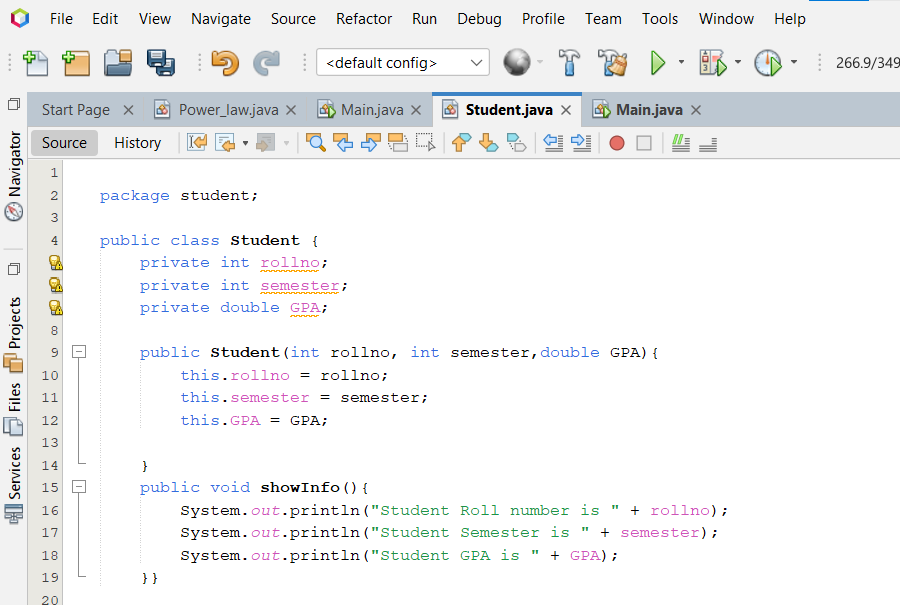 File Edit View Navigate Source Refactor Run Debug Profile Team Tools Window Help
<default config> 266.9/349
Start Page Power_law.java Main.java Student.java Main.java
Source History
Navigator
Projects
Files
Services
1
2 package student;
3
4 public class Student {
private int rollno;
private int semester;
private double GPA;
8
9 public Student(int rollno, int semester,double GPA){
10 this.rollno = rollno;
11 this.semester = semester;
12 this.GPA = GPA;
13
14 }
15 public void showInfo(){
16 System.out.println("Student Roll number is " + rollno);
17 System.out.println("Student Semester is " + semester);
18 System.out.println("Student GPA is " + GPA);
19 }}
20